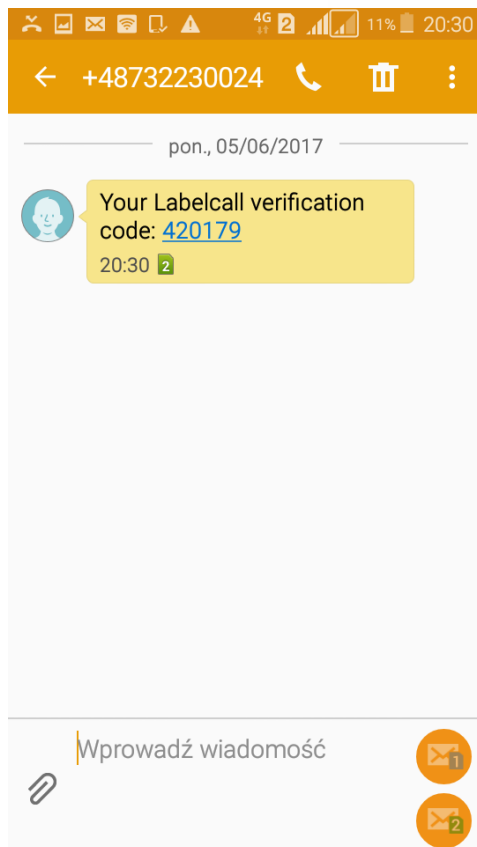 4G 2 11% 20:30
+48732230024
pon., 05/06/2017
Your Labelcall verification
code: 420179
20:30 2
Wprowadź wiadomość
1
2